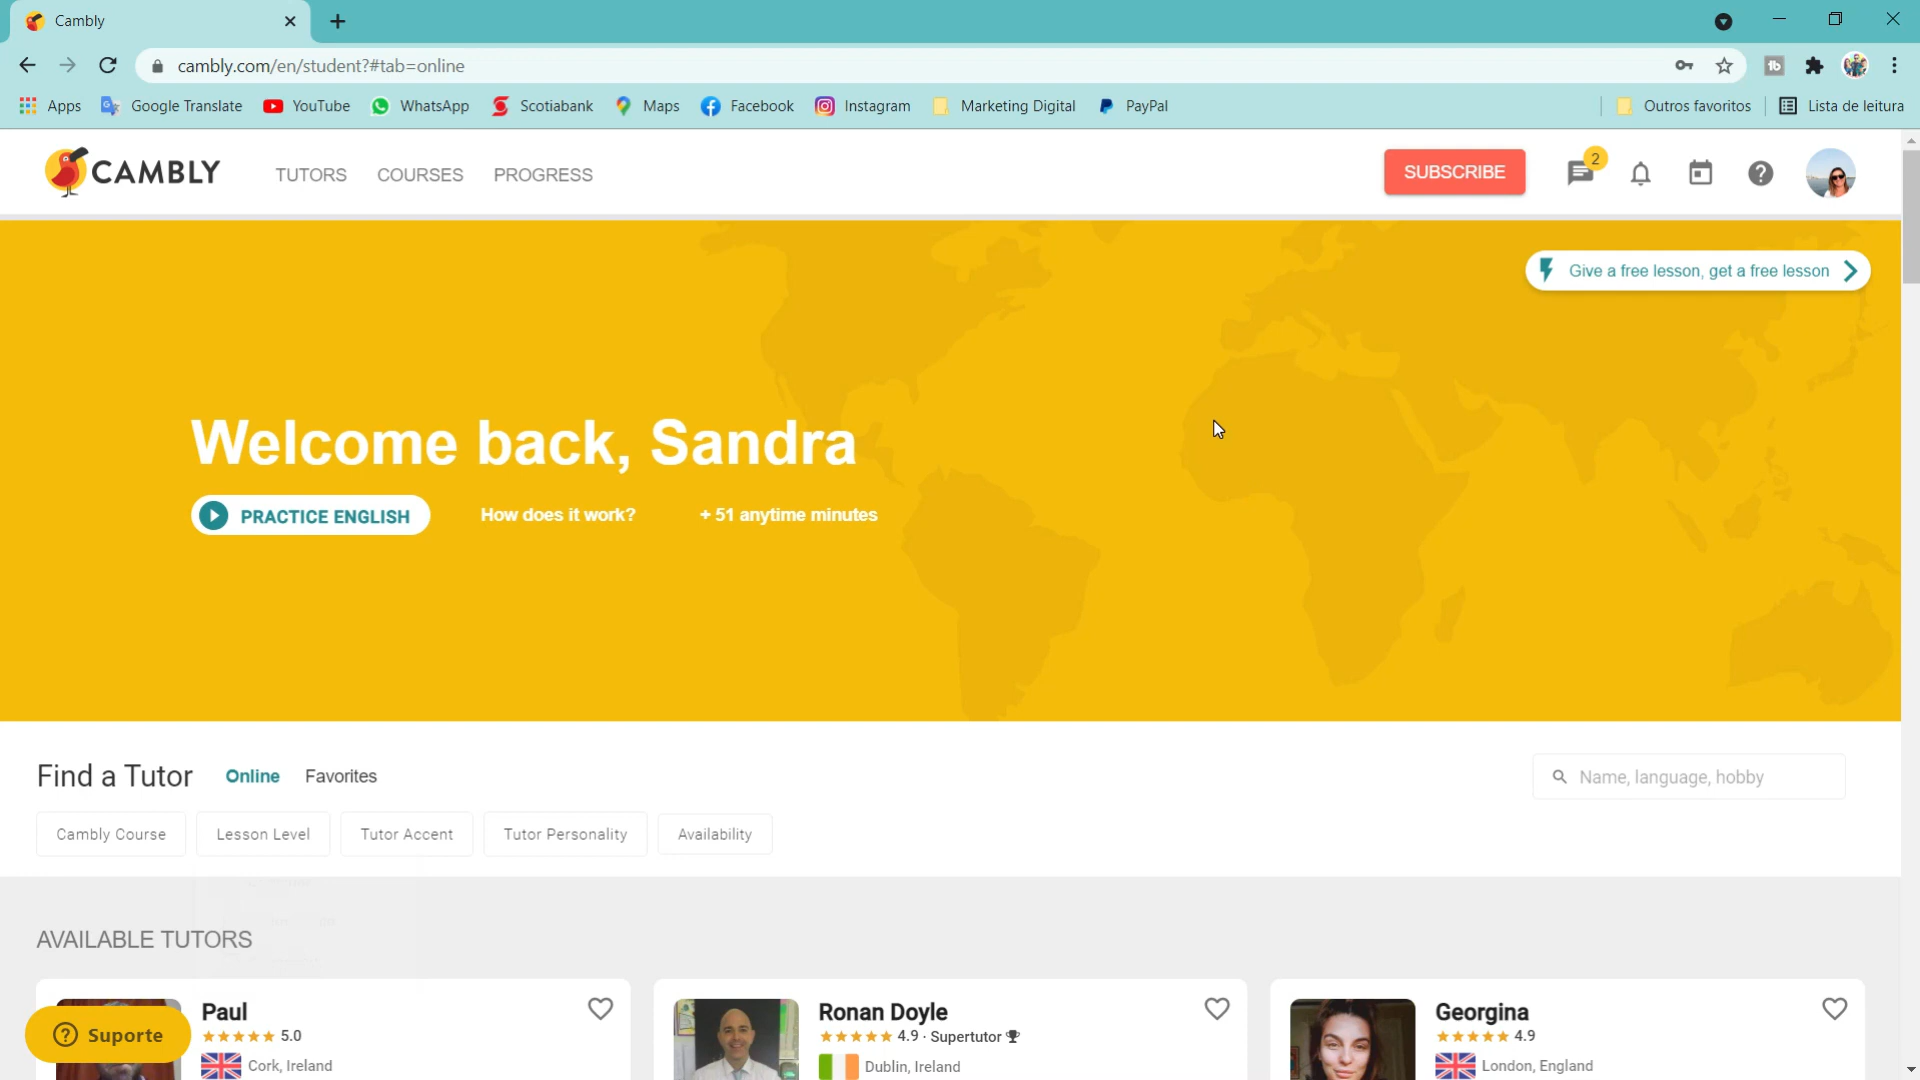 Cambly
cambly.com/en/student?#tab=online
Apps Google Translate YouTube WhatsApp Scotiabank Maps Facebook Instagram Marketing Digital PayPal Outros favoritos Lista de leitura
CAMBLY TUTORS COURSES PROGRESS SUBSCRIBE 2
Give a free lesson, get a free lesson
Welcome back, Sandra
PRACTICE ENGLISH How does it work? + 51 anytime minutes
Find a Tutor Online Favorites Name, language, hobby
Cambly Course Lesson Level Tutor Accent Tutor Personality Availability
AVAILABLE TUTORS
Paul Ronan Doyle Georgina
5.0 4.9 · Supertutor 4.9
Suporte
Cork, Ireland Dublin, Ireland London, England